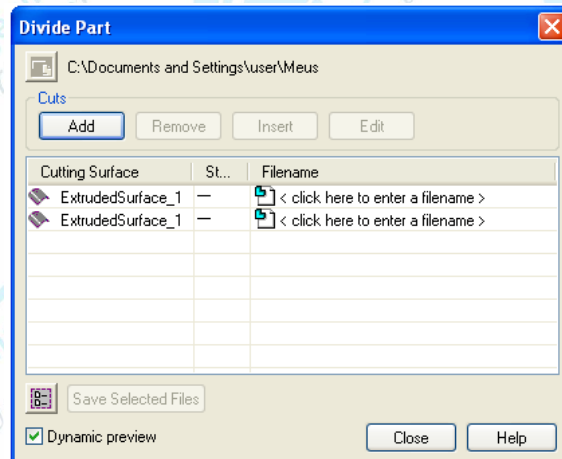 Divide Part
C:\Documents and Settings\user\Meus
Cuts
Add Remove Insert Edit
Cutting Surface St... Filename
ExtrudedSurface_1 — < click here to enter a filename >
ExtrudedSurface_1 — < click here to enter a filename >
Save Selected Files
Dynamic preview Close Help